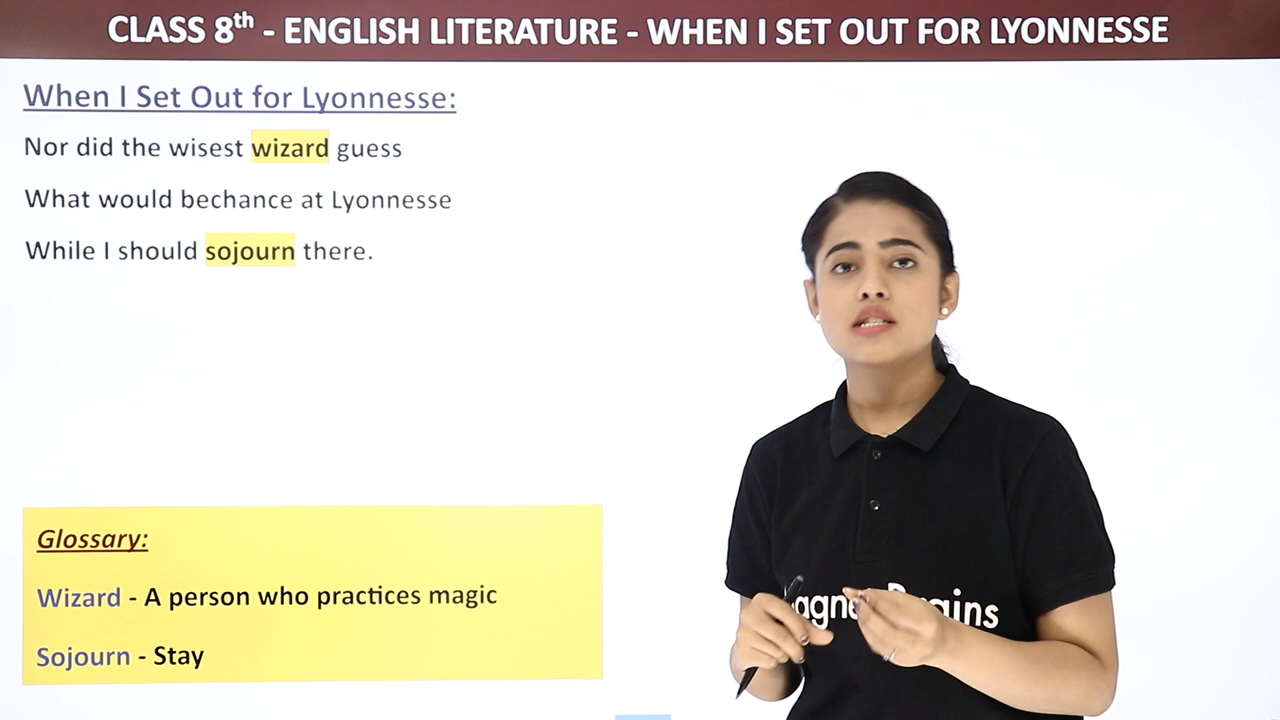 CLASS 8th - ENGLISH LITERATURE - WHEN I SET OUT FOR LYONNESSE
When I Set Out for Lyonnesse:
Nor did the wisest wizard guess
What would bechance at Lyonnesse
While I should sojourn there.
Glossary:
Wizard - A person who practices magic
Sojourn - Stay